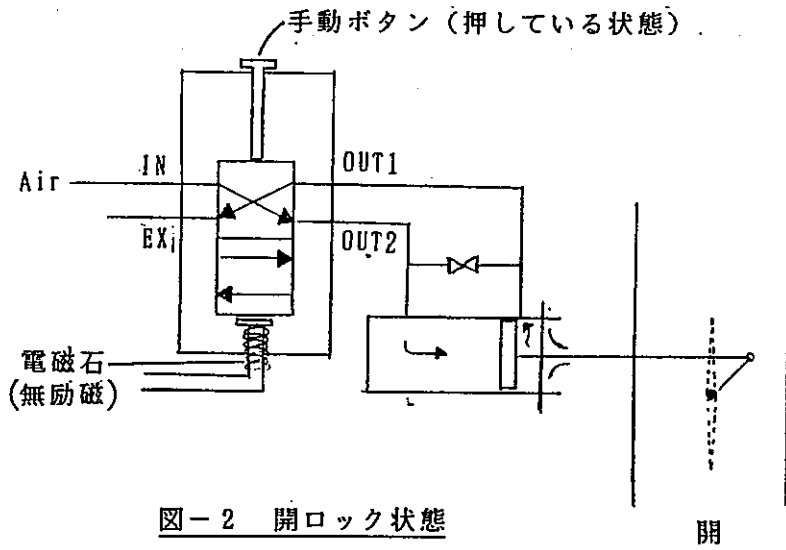 手動ボタン (押している状態)
IN
OUT1
Air
EX
OUT2
電磁石
(無励磁)
図-2 開ロック状態
開